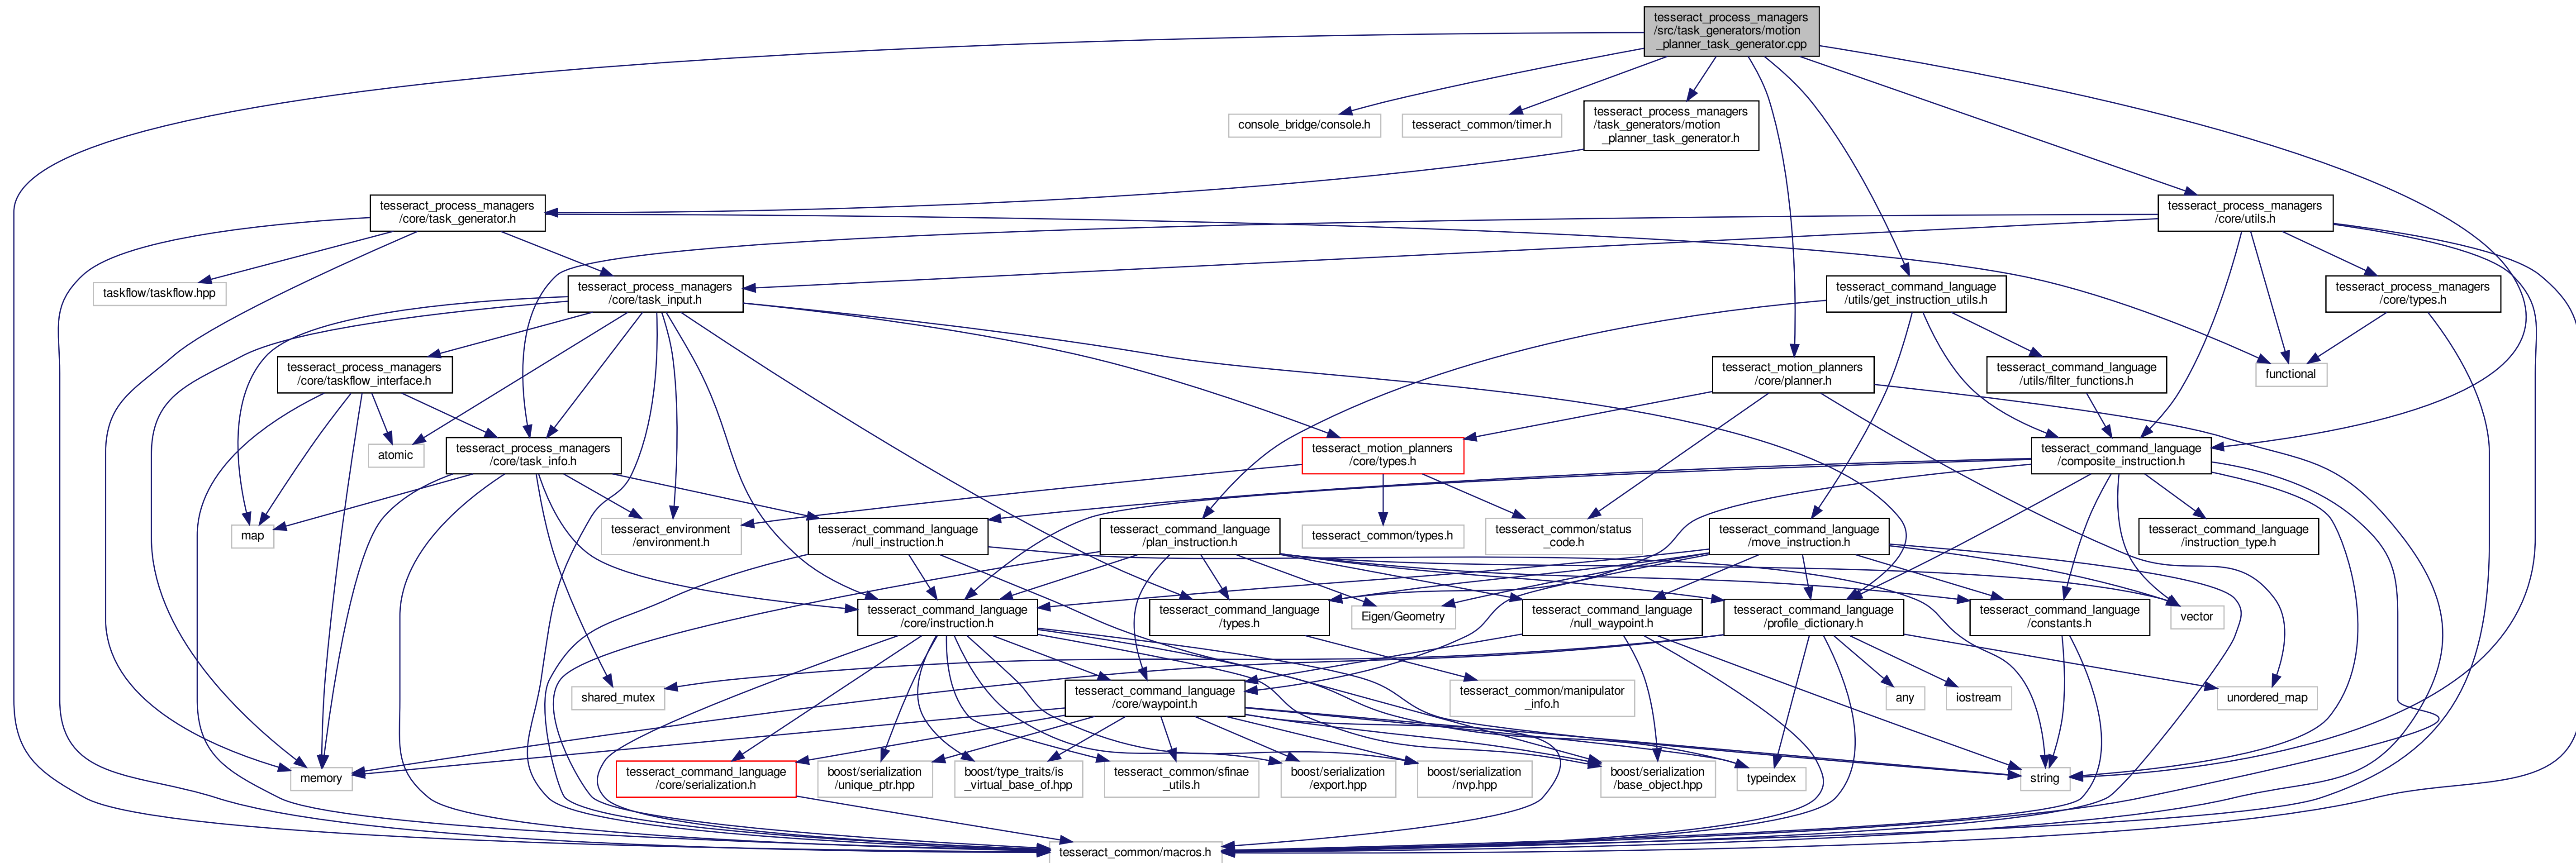 tesseract_process_managers
/src/task_generators/motion
_planner_task_generator.cpp
console_bridge/console.h
tesseract_common/timer.h
tesseract_process_managers
/task_generators/motion
_planner_task_generator.h
tesseract_process_managers
/core/task_generator.h
tesseract_process_managers
/core/utils.h
taskflow/taskflow.hpp
tesseract_process_managers
/core/task_input.h
tesseract_command_language
/utils/get_instruction_utils.h
tesseract_process_managers
/core/types.h
tesseract_process_managers
/core/taskflow_interface.h
tesseract_motion_planners
/core/planner.h
tesseract_command_language
/utils/filter_functions.h
functional
atomic
tesseract_process_managers
/core/task_info.h
tesseract_motion_planners
/core/types.h
tesseract_command_language
/composite_instruction.h
map
tesseract_environment
/environment.h
tesseract_command_language
/null_instruction.h
tesseract_command_language
/plan_instruction.h
tesseract_common/types.h
tesseract_common/status
_code.h
tesseract_command_language
/move_instruction.h
tesseract_command_language
/instruction_type.h
tesseract_command_language
/core/instruction.h
tesseract_command_language
/types.h
Eigen/Geometry
tesseract_command_language
/null_waypoint.h
tesseract_command_language
/profile_dictionary.h
tesseract_command_language
/constants.h
vector
shared_mutex
tesseract_command_language
/core/waypoint.h
tesseract_common/manipulator
_info.h
any
iostream
unordered_map
memory
tesseract_command_language
/core/serialization.h
boost/serialization
/unique_ptr.hpp
boost/type_traits/is
_virtual_base_of.hpp
tesseract_common/sfinae
_utils.h
boost/serialization
/export.hpp
boost/serialization
/nvp.hpp
boost/serialization
/base_object.hpp
typeindex
string
tesseract_common/macros.h